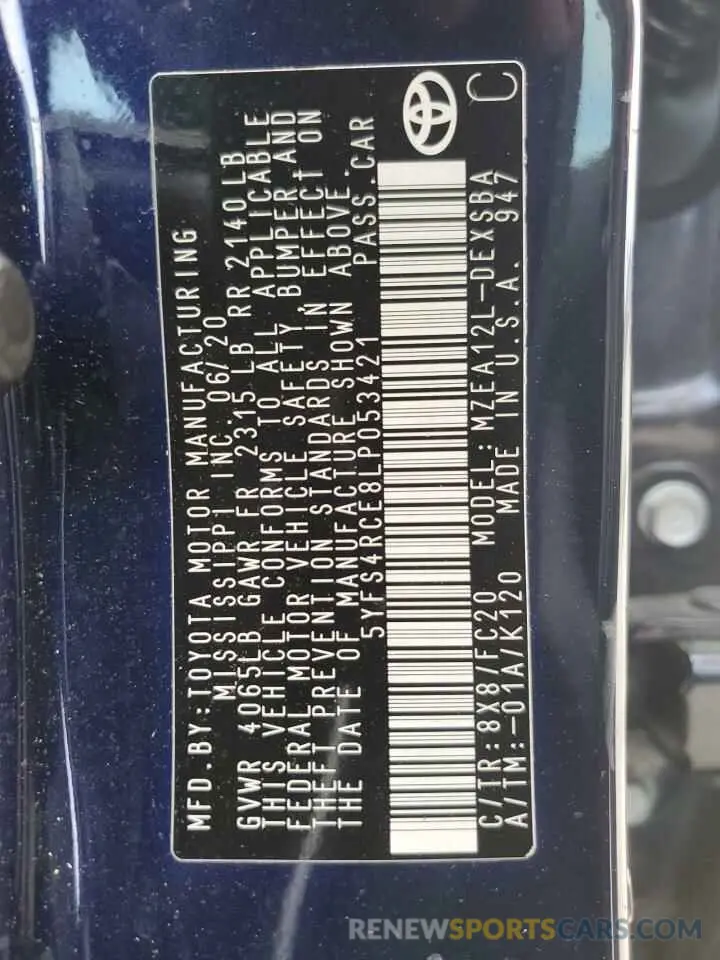 MFD.BY:TOYOTA MOTOR MANUFACTURING
MISSISSIPPI INC. 06/20
GVWR 4065LB GAWR FR 2315 LB RR 2140LB
THIS VEHICLE CONFORMS TO ALL APPLICABLE
FEDERAL MOTOR VEHICLE SAFETY, BUMPER AND
THEFT PREVENTION STANDARDS IN EFFECT ON
THE DATE OF MANUFACTURE SHOWN ABOVE.
5YFS4RCE8LP053421 PASS.CAR
C/TR:8X8/FC20 MODEL:MZEA12L-DEXSBA
A/TM:-01A/K120 MADE IN U.S.A. 947
C
RENEWSPORTSCARS.COM